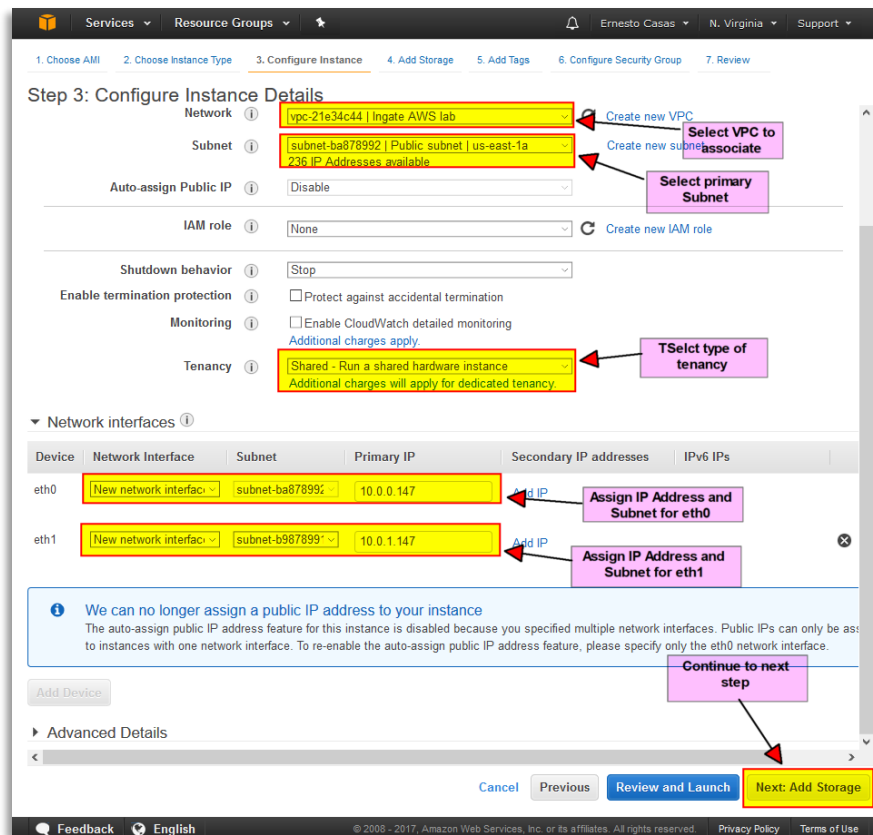 Services Resource Groups Ernesto Casas N. Virginia Support
1. Choose AMI 2. Choose Instance Type 3. Configure Instance 4. Add Storage 5. Add Tags 6. Configure Security Group 7. Review
Step 3: Configure Instance Details
Network vpc-21e34c44 | Ingate AWS lab Create new VPC
Select VPC to
associate
Subnet subnet-ba878992 | Public subnet | us-east-1a Create new subnet
236 IP Addresses available
Select primary
Subnet
Auto-assign Public IP Disable
IAM role None Create new IAM role
Shutdown behavior Stop
Enable termination protection Protect against accidental termination
Monitoring Enable CloudWatch detailed monitoring
Additional charges apply.
TSelct type of
tenancy
Tenancy Shared - Run a shared hardware instance
Additional charges will apply for dedicated tenancy.
Network interfaces
Device Network Interface Subnet Primary IP Secondary IP addresses IPv6 IPs
eth0 New network interfac subnet-ba878992 10.0.0.147 Add IP
Assign IP Address and
Subnet for eth0
eth1 New network interfac subnet-b987899 10.0.1.147 Add IP
Assign IP Address and
Subnet for eth1
We can no longer assign a public IP address to your instance
The auto-assign public IP address feature for this instance is disabled because you specified multiple network interfaces. Public IPs can only be ass
to instances with one network interface. To re-enable the auto-assign public IP address feature, please specify only the eth0 network interface.
Continue to next
step
Add Device
Advanced Details
Cancel Previous Review and Launch Next: Add Storage
Feedback English © 2008 - 2017, Amazon Web Services, Inc. or its affiliates. All rights reserved. Privacy Policy Terms of Use